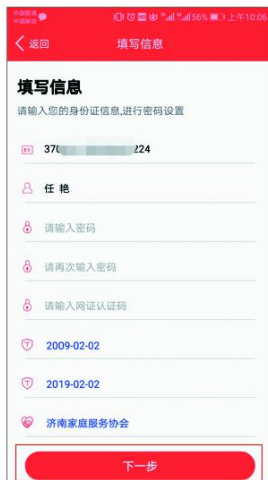 中国移动
中国移动
56% 上午10:06
返回 填写信息
填写信息
请输入您的身份证信息,进行密码设置
370 224
任 艳
请输入密码
请再次输入密码
请输入网证认证码
2009-02-02
2019-02-02
济南家庭服务协会
下一步